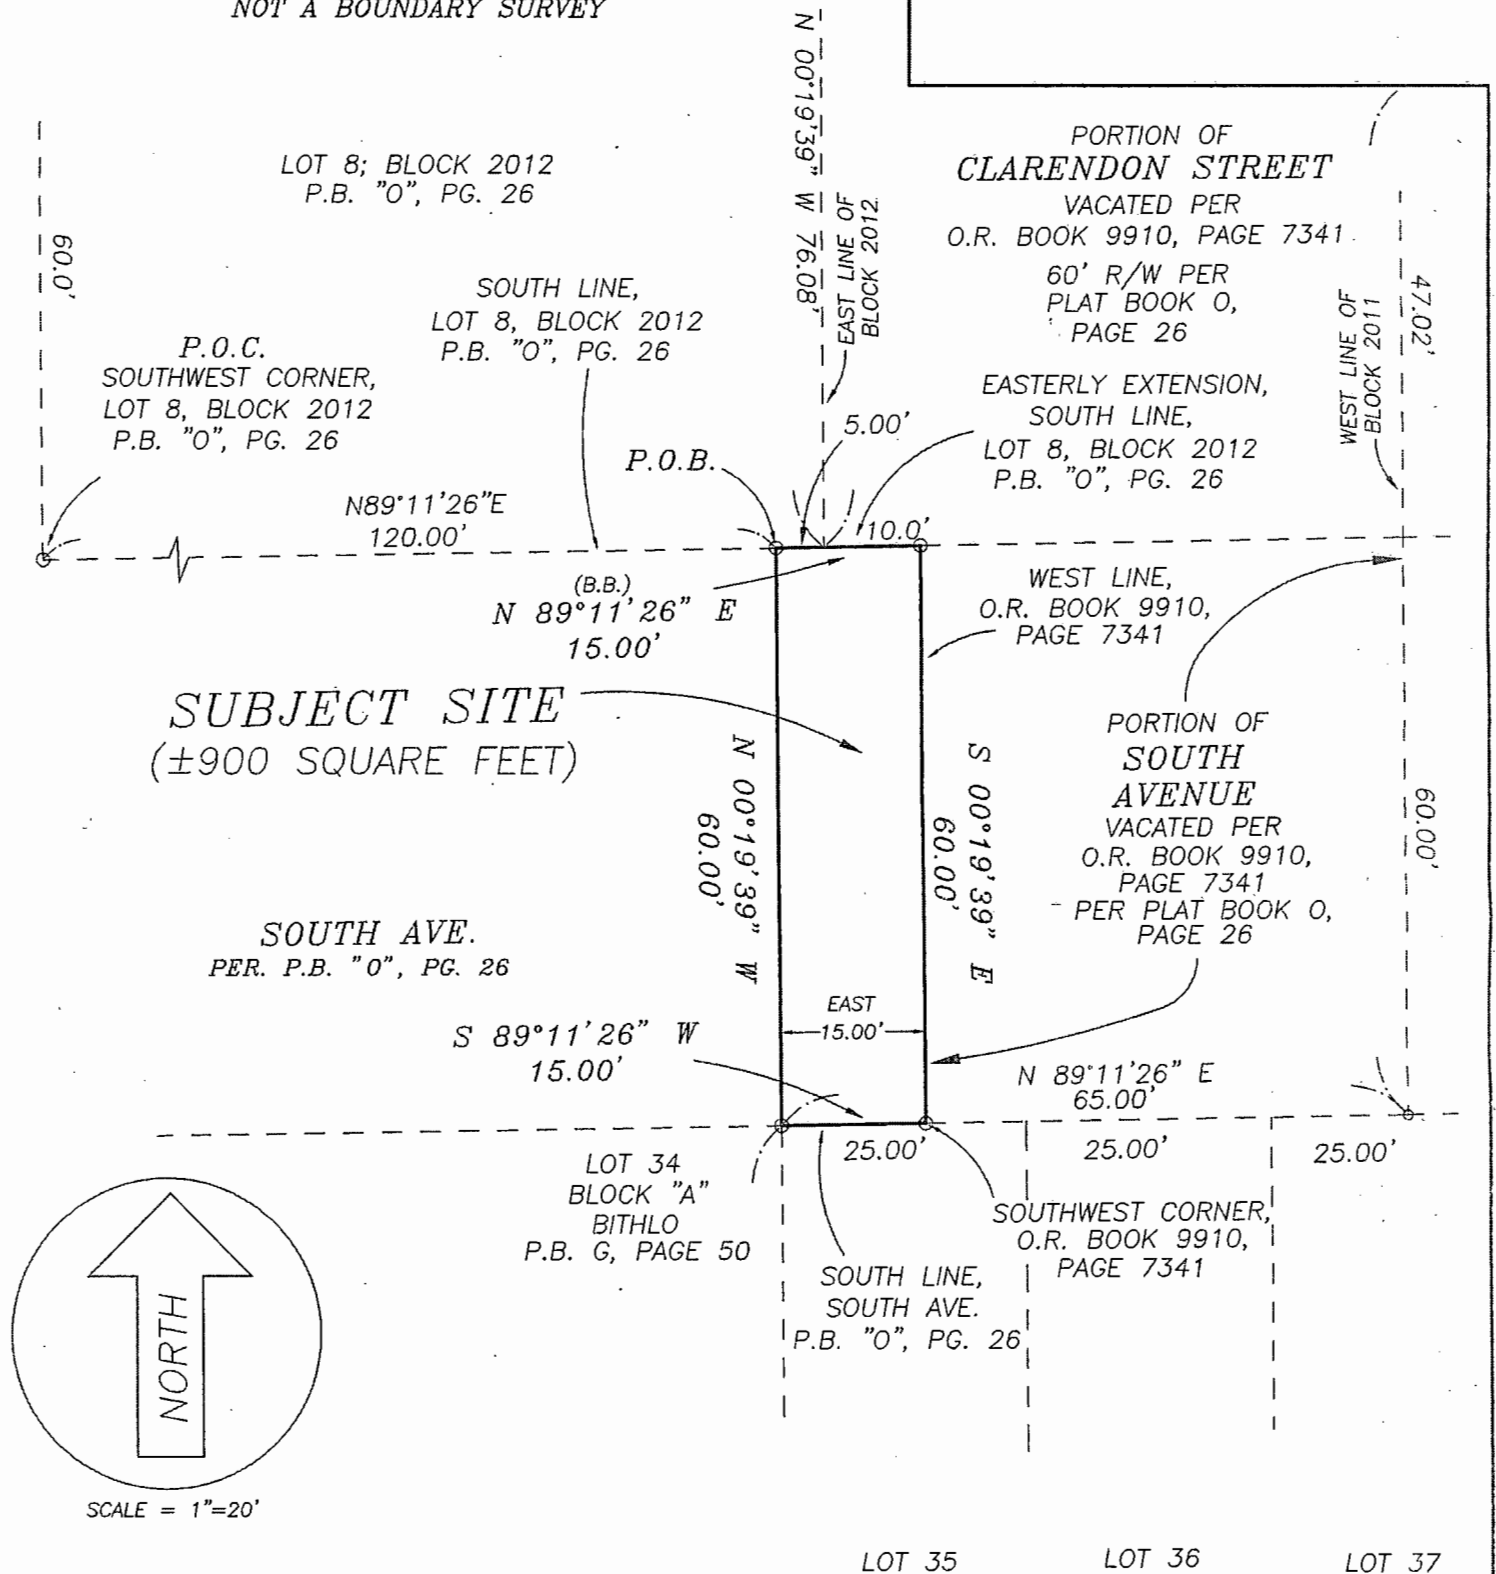 NOT A BOUNDARY SURVEY
N 00°19'39" W 76.08'
PORTION OF
CLARENDON STREET
VACATED PER
O.R. BOOK 9910, PAGE 7341
60' R/W PER
PLAT BOOK O,
PAGE 26
LOT 8; BLOCK 2012
P.B. "O", PG. 26
60.0'
EAST LINE OF
BLOCK 2012
47.02'
WEST LINE OF
BLOCK 2011
SOUTH LINE,
LOT 8, BLOCK 2012
P.B. "O", PG. 26
P.O.C.
SOUTHWEST CORNER,
LOT 8, BLOCK 2012
P.B. "O", PG. 26
EASTERLY EXTENSION,
SOUTH LINE,
LOT 8, BLOCK 2012
P.B. "O", PG. 26
5.00'
P.O.B.
N89°11'26"E
120.00'
10.0'
(B.B.)
N 89°11'26" E
15.00'
WEST LINE,
O.R. BOOK 9910,
PAGE 7341
SUBJECT SITE
(±900 SQUARE FEET)
N 00°19'39" W
60.00'
S 00°19'39" E
60.00'
PORTION OF
SOUTH
AVENUE
VACATED PER
O.R. BOOK 9910,
PAGE 7341
PER PLAT BOOK O,
PAGE 26
60.00'
SOUTH AVE.
PER. P.B. "O", PG. 26
EAST
15.00'
S 89°11'26" W
15.00'
N 89°11'26" E
65.00'
25.00'
25.00'
25.00'
LOT 34
BLOCK "A"
BITHLO
P.B. G, PAGE 50
SOUTHWEST CORNER,
O.R. BOOK 9910,
PAGE 7341
SOUTH LINE,
SOUTH AVE.
P.B. "O", PG. 26
NORTH
SCALE = 1"=20'
LOT 35
LOT 36
LOT 37